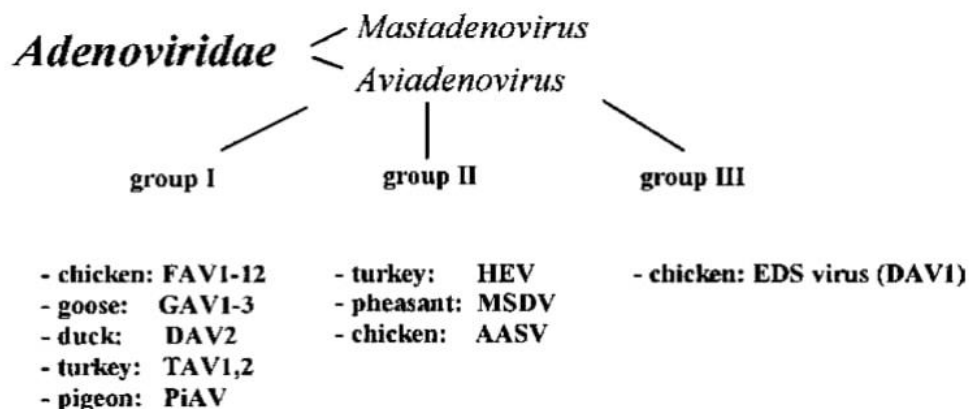 Adenoviridae
Mastadenovirus
Aviadenovirus
group I
group II
group III
- chicken: FAV1-12
- goose: GAV1-3
- duck: DAV2
- turkey: TAV1,2
- pigeon: PiAV
- turkey: HEV
- pheasant: MSDV
- chicken: AASV
- chicken: EDS virus (DAV1)